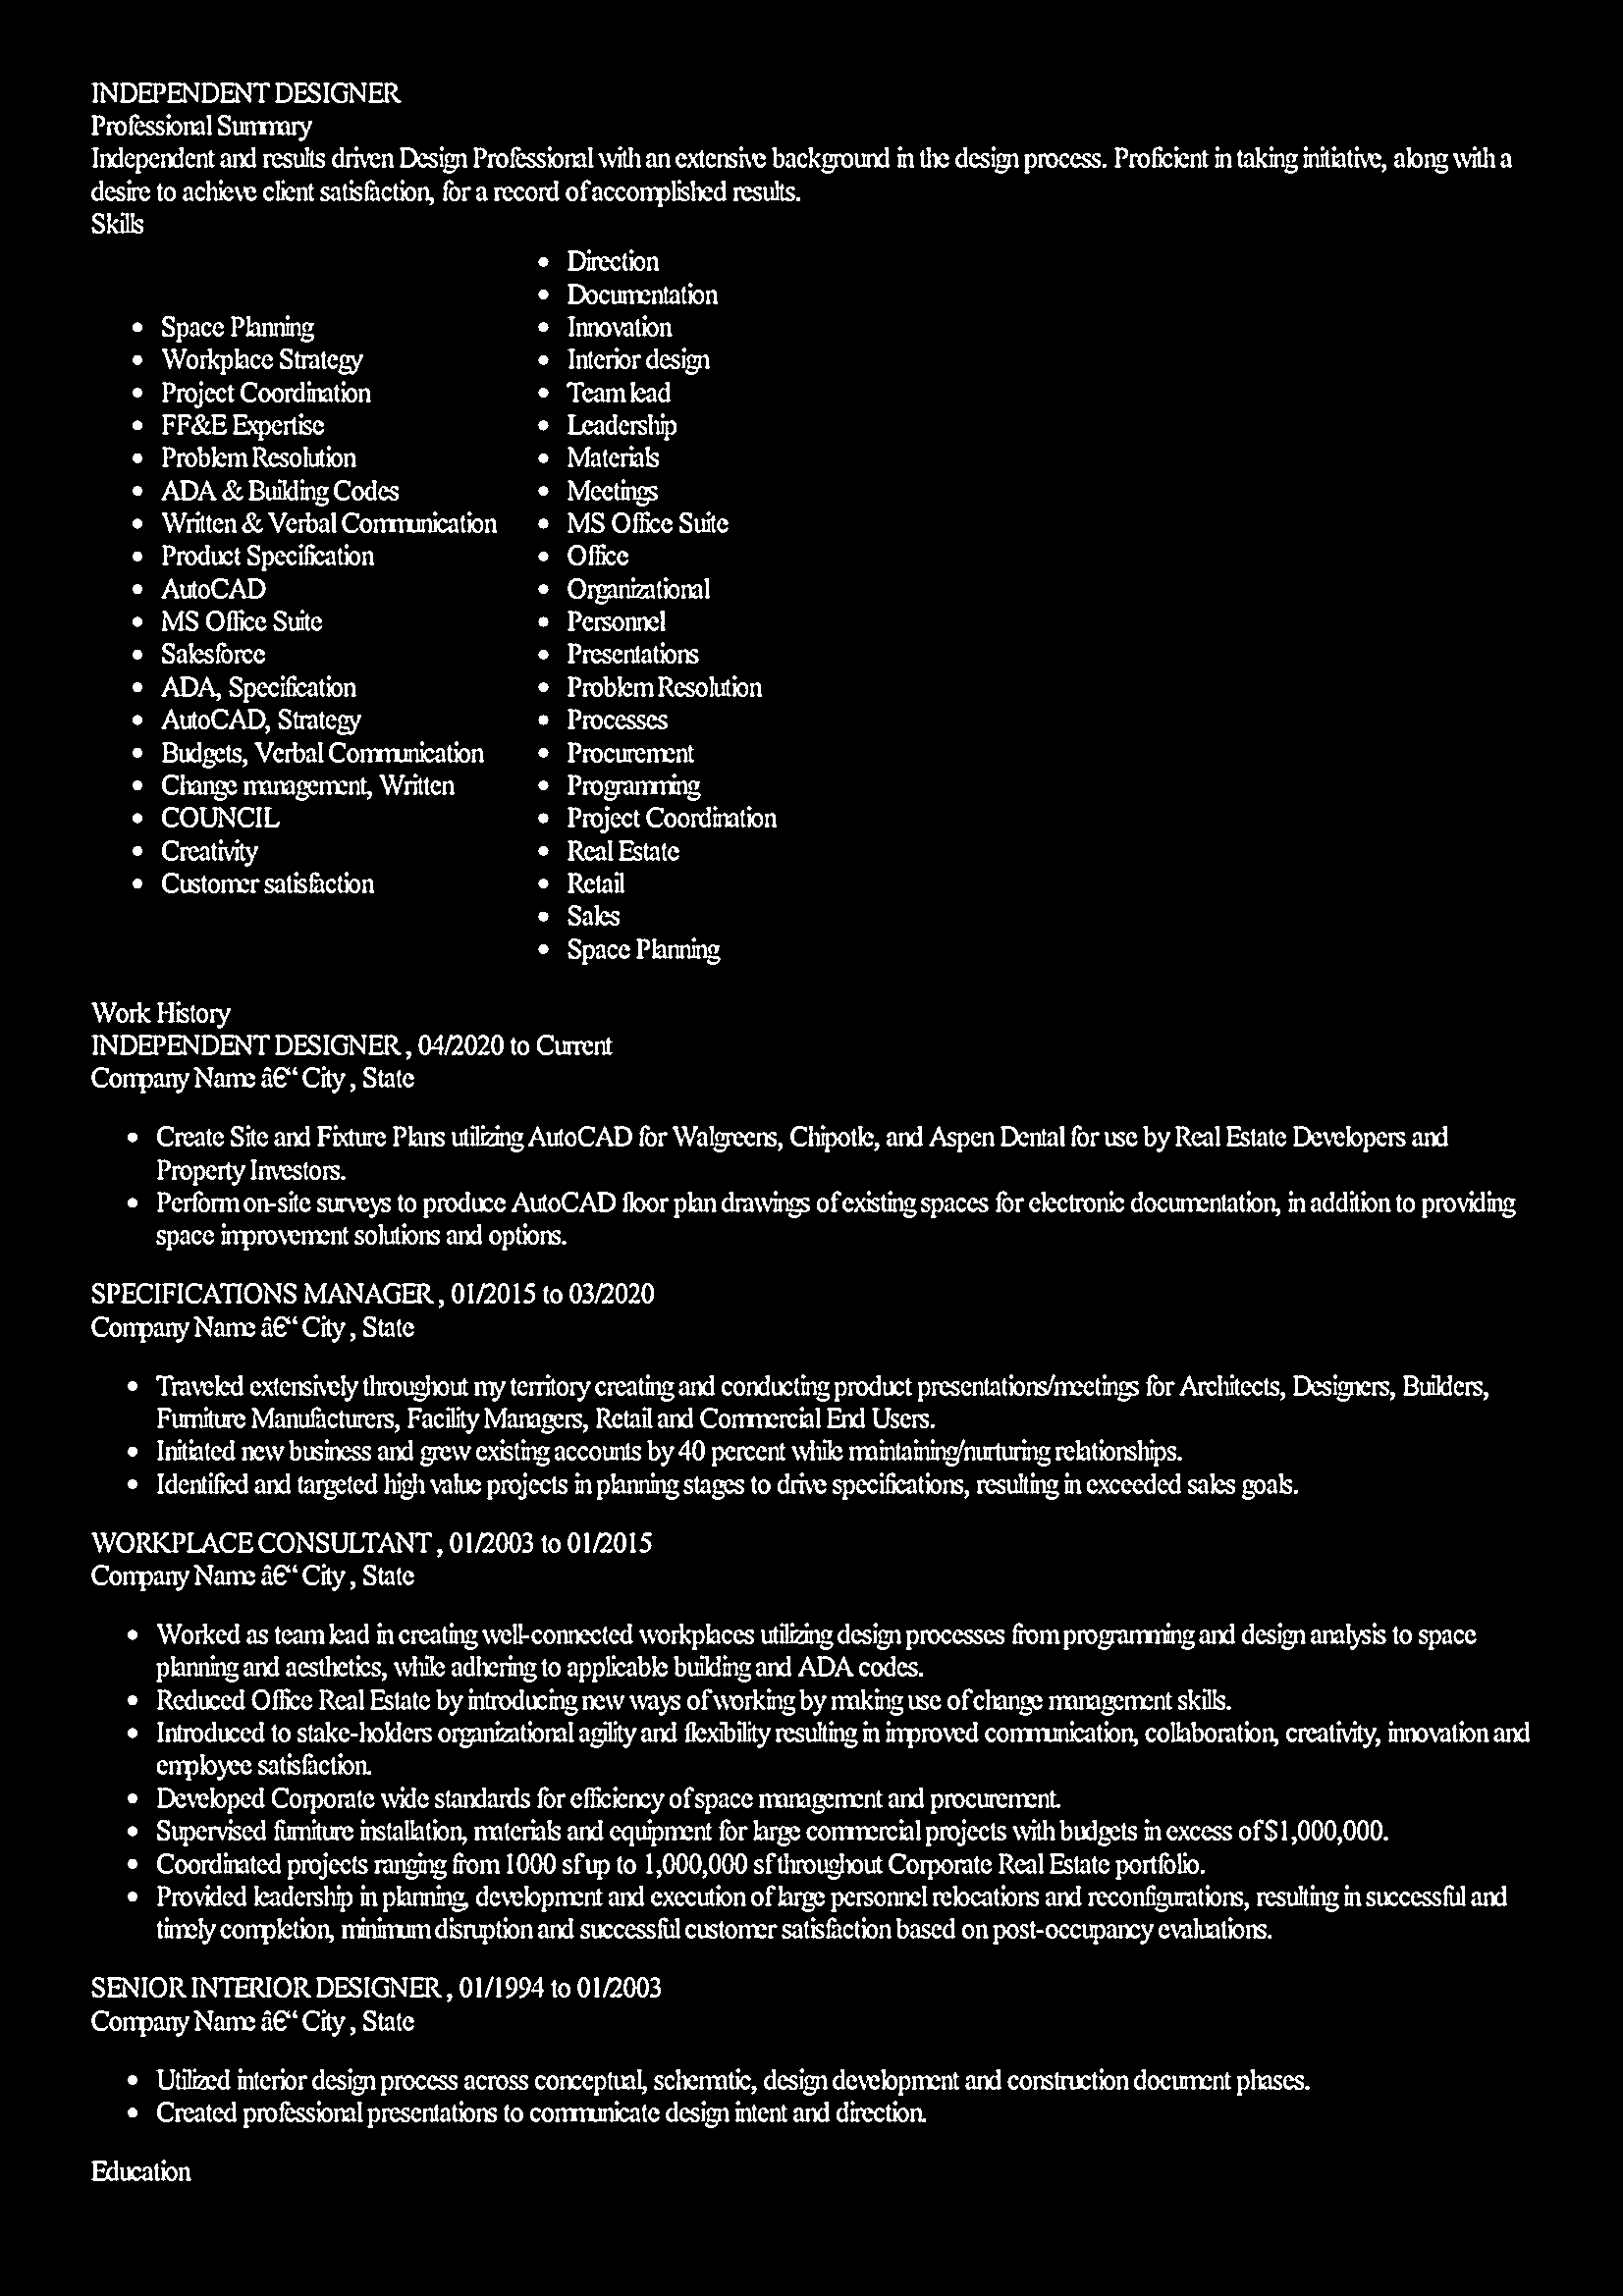 INDEPENDENT DESIGNER
Professional Summary
Independent and results driven Design Professional with an extensive background in the design process. Proficient in taking initiative, along with a
desire to achieve client satisfaction, for a record of accomplished results.
Skills
Space Planning
Workplace Strategy
Project Coordination
FF&E Expertise
Problem Resolution
ADA & Building Codes
Written & Verbal Communication
Product Specification
AutoCAD
MS Office Suite
Salesforce
ADA, Specification
AutoCAD, Strategy
Budgets, Verbal Communication
Change management, Written
COUNCIL
Creativity
Customer satisfaction
Direction
Documentation
Innovation
Interior design
Team lead
Leadership
Materials
Meetings
MS Office Suite
Office
Organizational
Personnel
Presentations
Problem Resolution
Processes
Procurement
Programming
Project Coordination
Real Estate
Retail
Sales
Space Planning
Work History
INDEPENDENT DESIGNER , 04/2020 to Current
Company Name â€“ City , State
Create Site and Fixture Plans utilizing AutoCAD for Walgreens, Chipotle, and Aspen Dental for use by Real Estate Developers and
Property Investors.
Perform on-site surveys to produce AutoCAD floor plan drawings of existing spaces for electronic documentation, in addition to providing
space improvement solutions and options.
SPECIFICATIONS MANAGER , 01/2015 to 03/2020
Company Name â€“ City , State
Traveled extensively throughout my territory creating and conducting product presentations/meetings for Architects, Designers, Builders,
Furniture Manufacturers, Facility Managers, Retail and Commercial End Users.
Initiated new business and grew existing accounts by 40 percent while maintaining/nurturing relationships.
Identified and targeted high value projects in planning stages to drive specifications, resulting in exceeded sales goals.
WORKPLACE CONSULTANT , 01/2003 to 01/2015
Company Name â€“ City , State
Worked as team lead in creating well-connected workplaces utilizing design processes from programming and design analysis to space
planning and aesthetics, while adhering to applicable building and ADA codes.
Reduced Office Real Estate by introducing new ways of working by making use of change management skills.
Introduced to stake-holders organizational agility and flexibility resulting in improved communication, collaboration, creativity, innovation and
employee satisfaction.
Developed Corporate wide standards for efficiency of space management and procurement.
Supervised furniture installation, materials and equipment for large commercial projects with budgets in excess of $1,000,000.
Coordinated projects ranging from 1000 sf up to 1,000,000 sf throughout Corporate Real Estate portfolio.
Provided leadership in planning, development and execution of large personnel relocations and reconfigurations, resulting in successful and
timely completion, minimum disruption and successful customer satisfaction based on post-occupancy evaluations.
SENIOR INTERIOR DESIGNER , 01/1994 to 01/2003
Company Name â€“ City , State
Utilized interior design process across conceptual, schematic, design development and construction document phases.
Created professional presentations to communicate design intent and direction.
Education